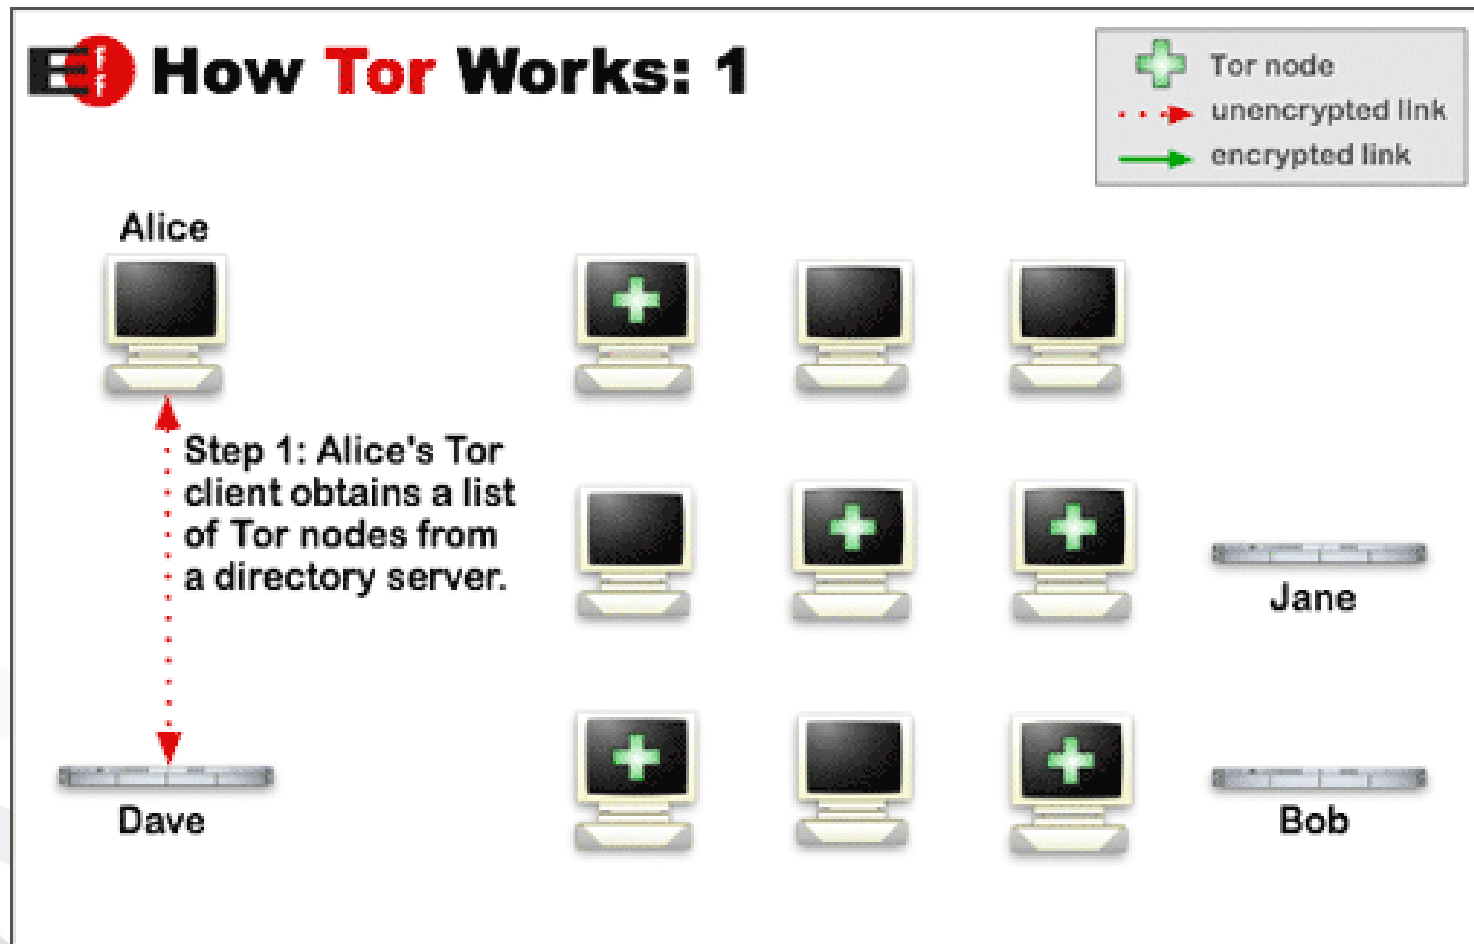 Eff How Tor Works: 1
Tor node
unencrypted link
encrypted link
Alice
Step 1: Alice's Tor
client obtains a list
of Tor nodes from
a directory server.
Jane
Dave
Bob